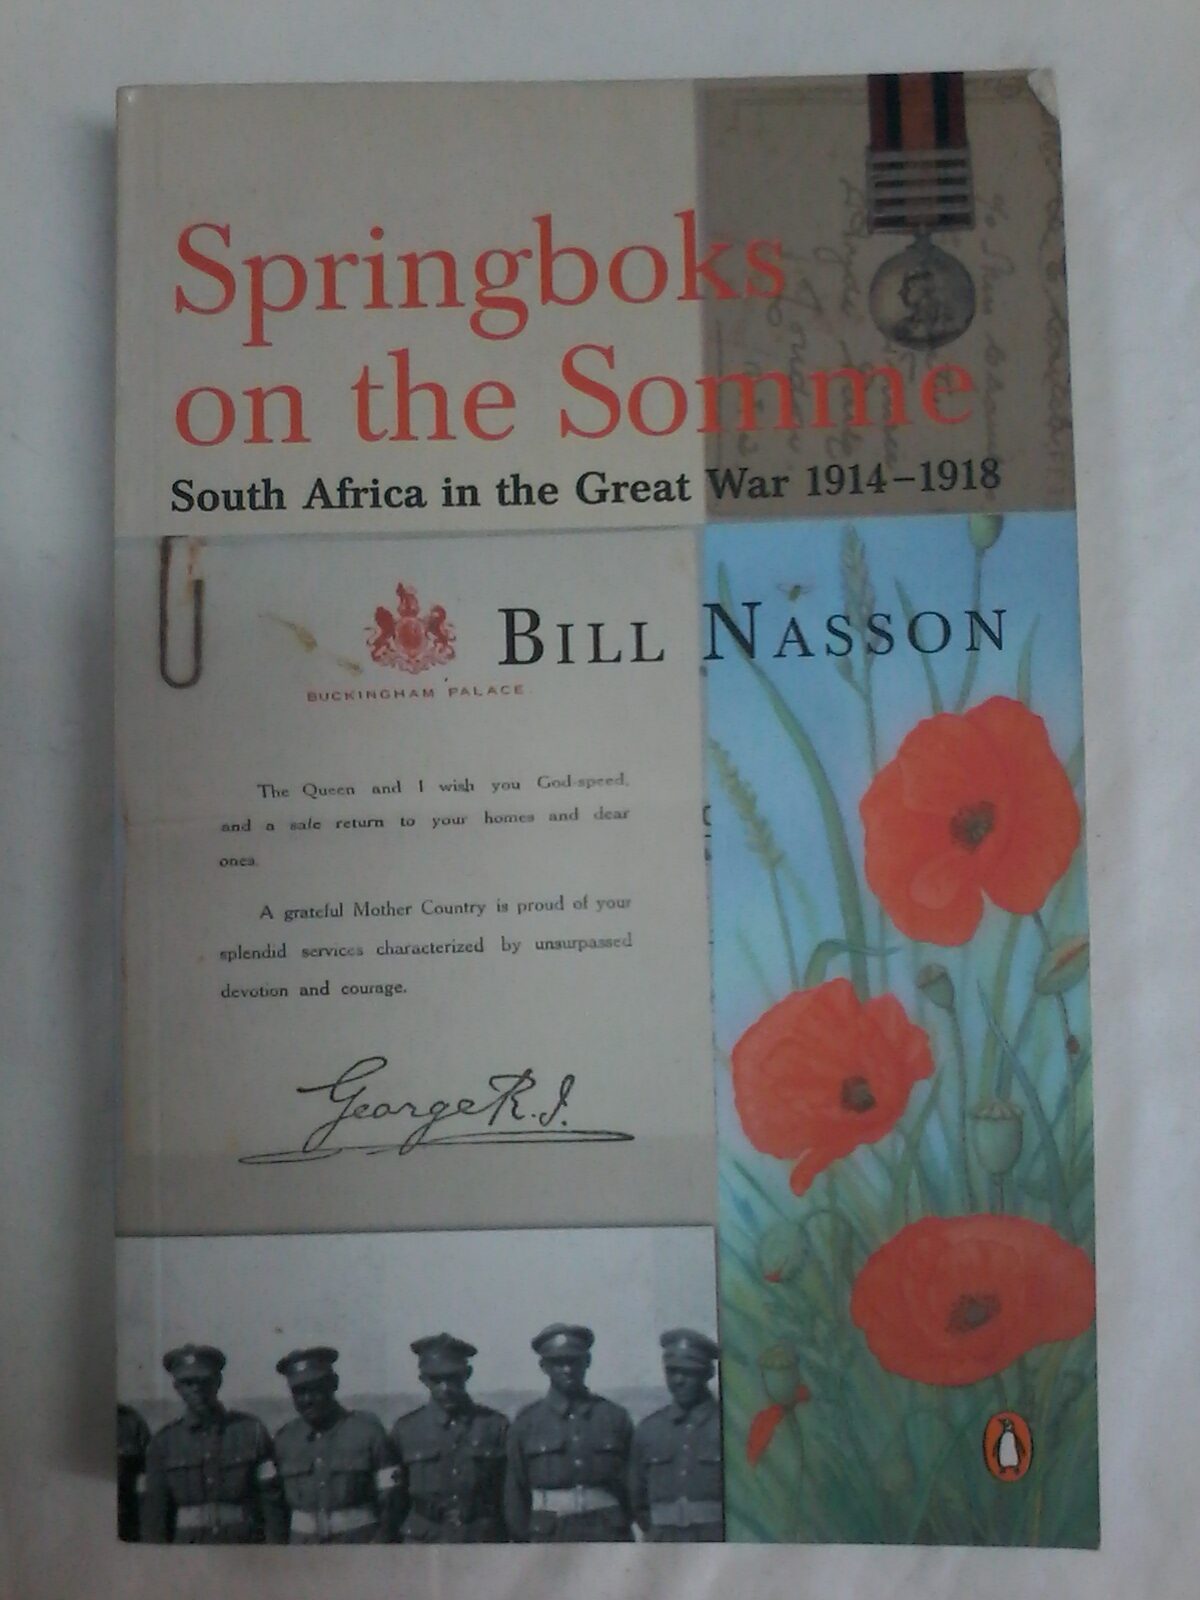 Springboks
on the Somme
South Africa in the Great War 1914–1918
BILL NASSON
BUCKINGHAM PALACE.
The Queen and I wish you God-speed,
and a safe return to your homes and dear
ones.
A grateful Mother Country is proud of your
splendid services characterized by unsurpassed
devotion and courage.
George R.I.